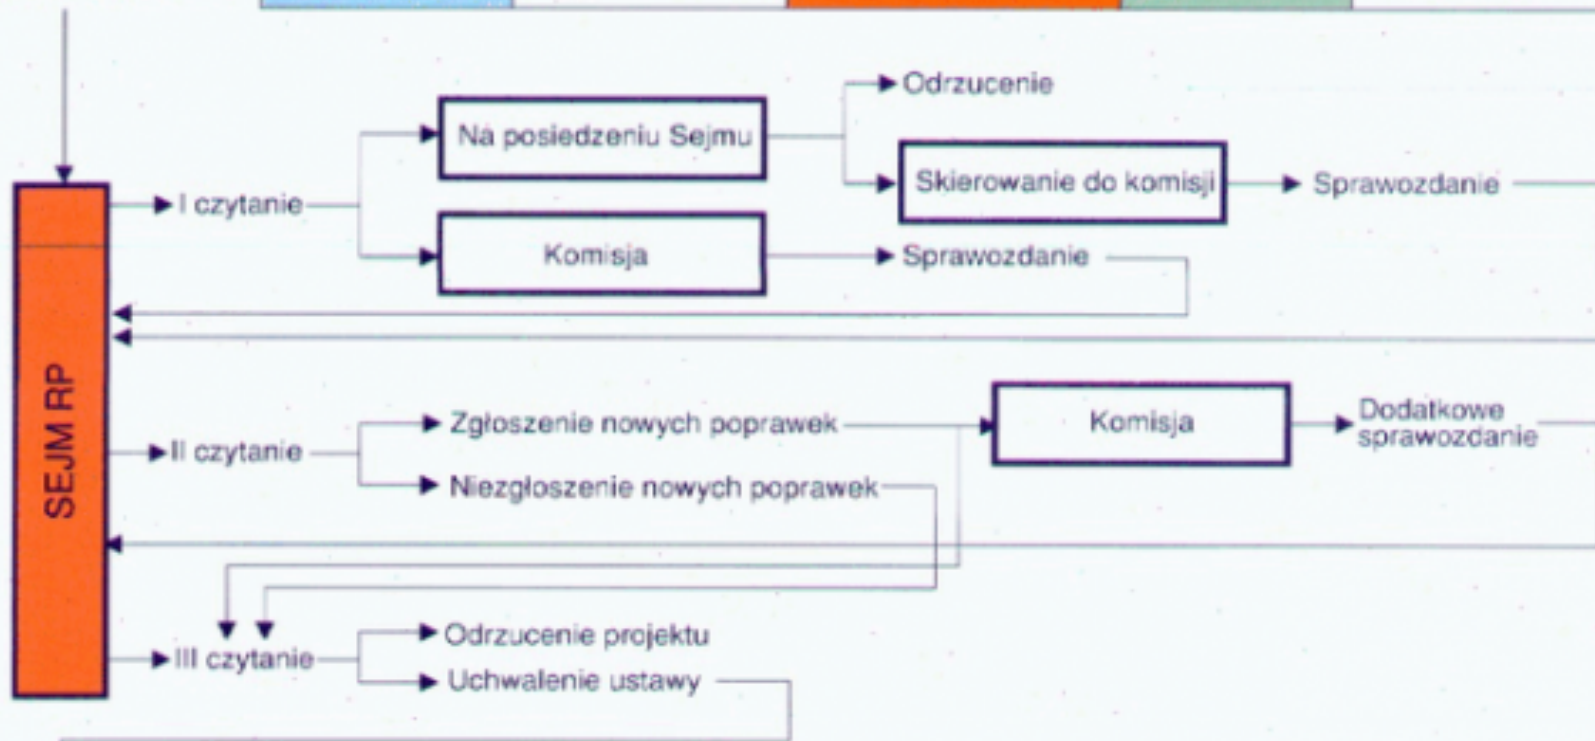 Odrzucenie
Na posiedzeniu Sejmu
Skierowanie do komisji
Sprawozdanie
I czytanie
Komisja
Sprawozdanie
SEJM RP
Zgłoszenie nowych poprawek
Komisja
Dodatkowe
sprawozdanie
II czytanie
Niezgłoszenie nowych poprawek
Odrzucenie projektu
III czytanie
Uchwalenie ustawy